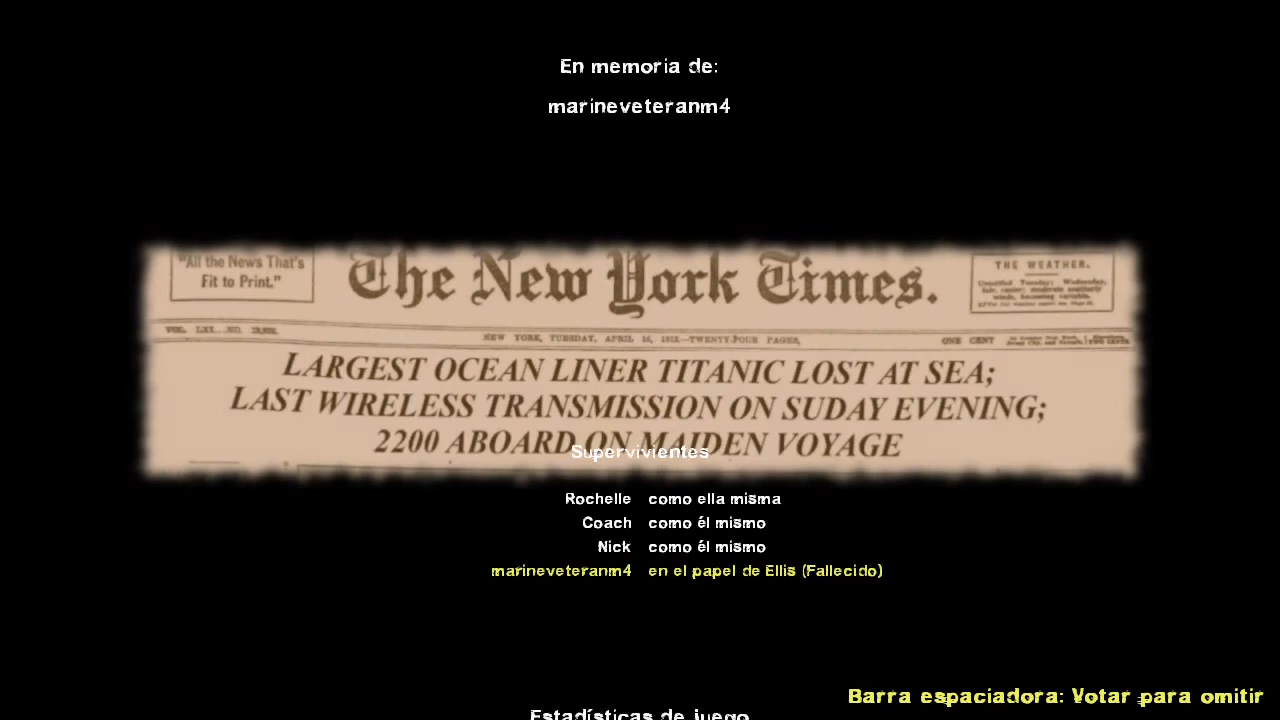 En memoria de:
marineveteranm4
"All the News That's
Fit to Print."
The New York Times.
THE WEATHER.
NEW YORK, TUESDAY, APRIL 16, 1912.—TWENTY-FOUR PAGES,
ONE CENT
LARGEST OCEAN LINER TITANIC LOST AT SEA;
LAST WIRELESS TRANSMISSION ON SUDAY EVENING;
2200 ABOARD ON MAIDEN VOYAGE
Supervivientes
Rochelle como ella misma
Coach como él mismo
Nick como él mismo
marineveteranm4 en el papel de Ellis (Fallecido)
Barra espaciadora: Votar para omitir
Estadísticas de juego